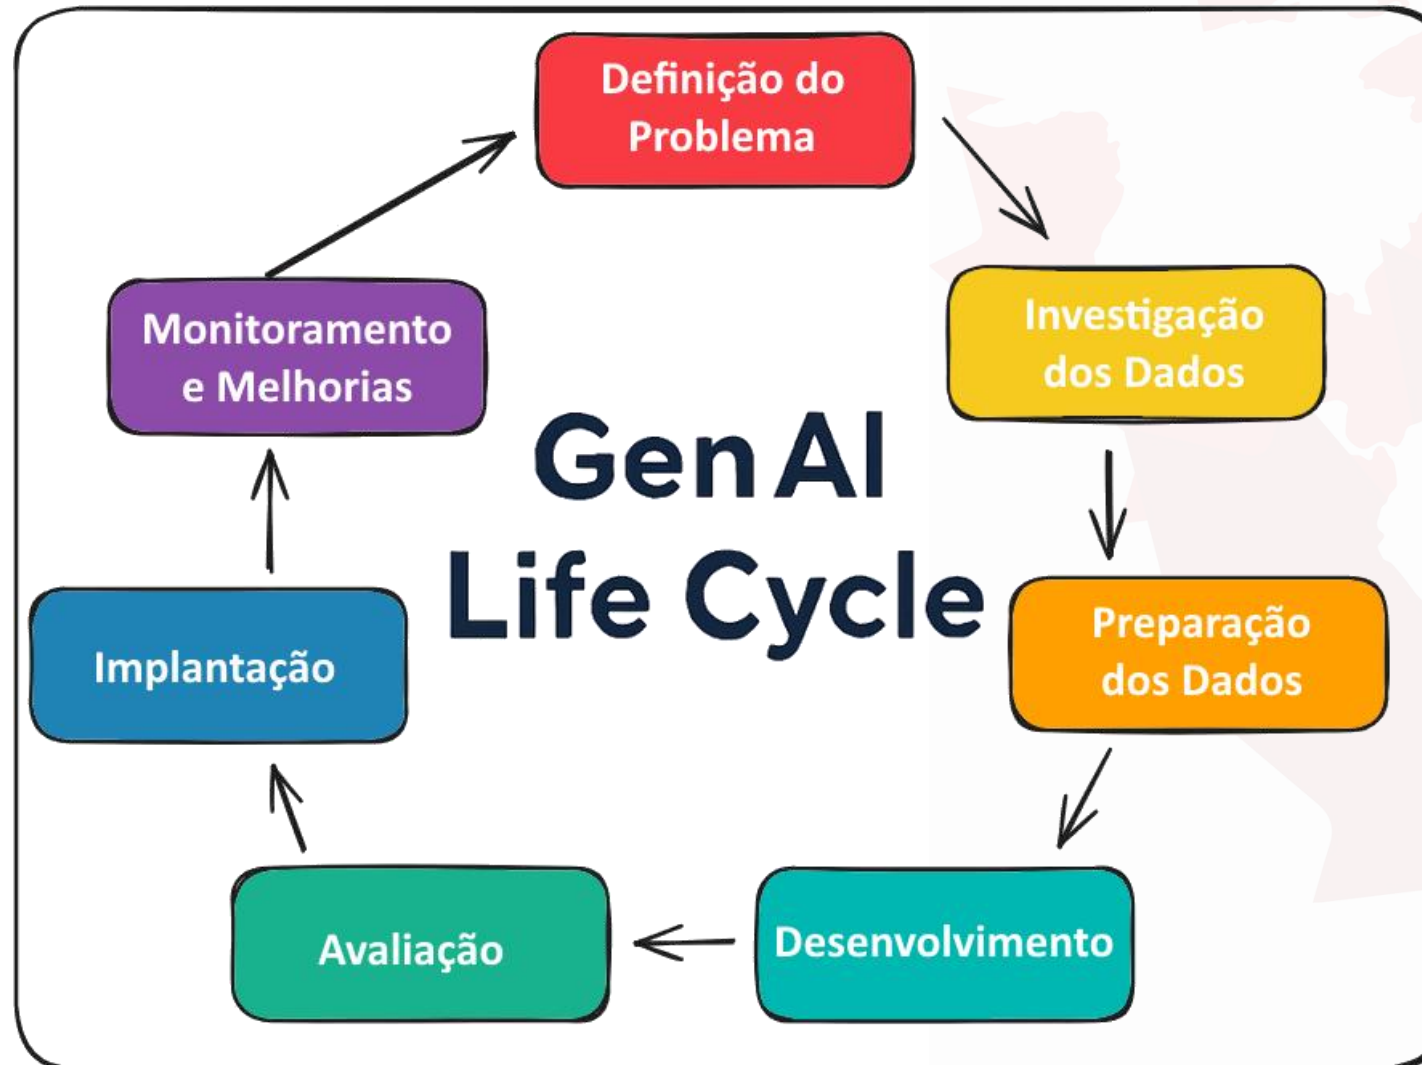 Definição do
Problema
Investigação
dos Dados
Preparação
dos Dados
Desenvolvimento
Avaliação
Implantação
Monitoramento
e Melhorias
Gen AI
Life Cycle